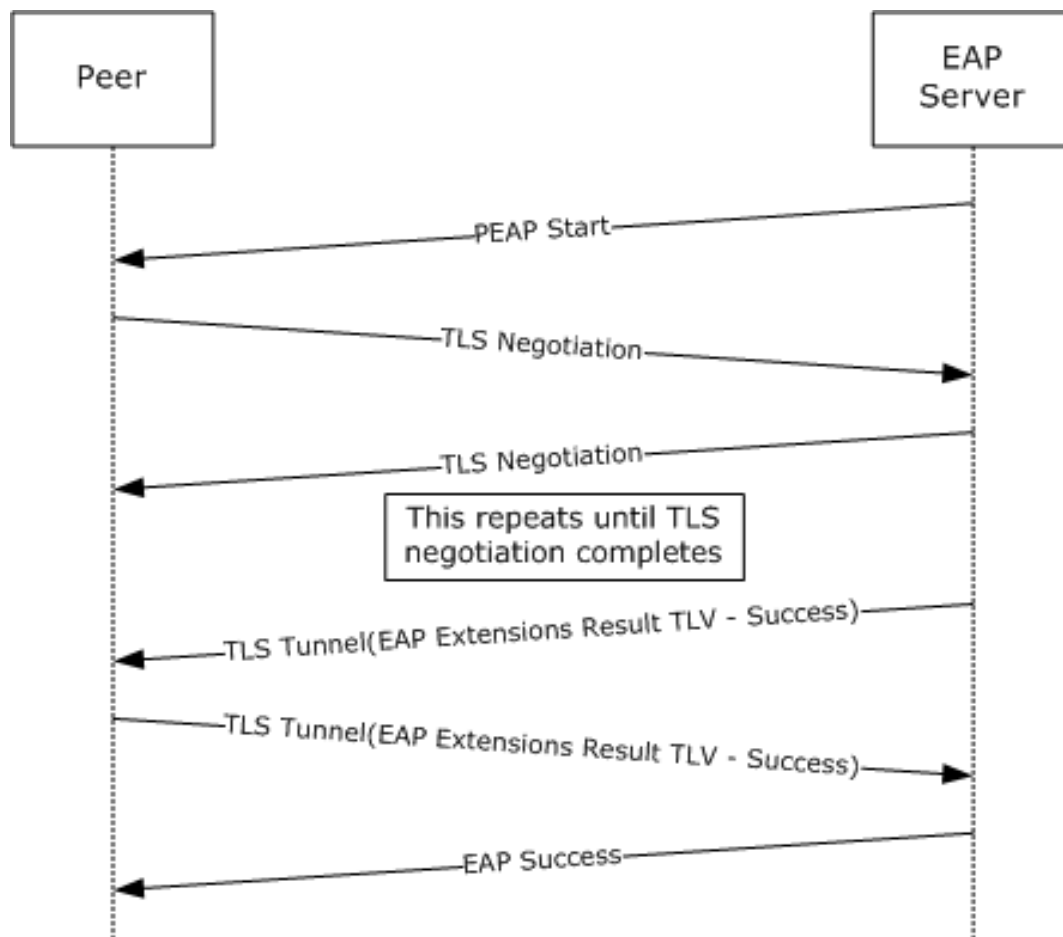 Peer
EAP
Server
PEAP Start
TLS Negotiation
TLS Negotiation
This repeats until TLS
negotiation completes
TLS Tunnel(EAP Extensions Result TLV - Success)
TLS Tunnel(EAP Extensions Result TLV - Success)
EAP Success